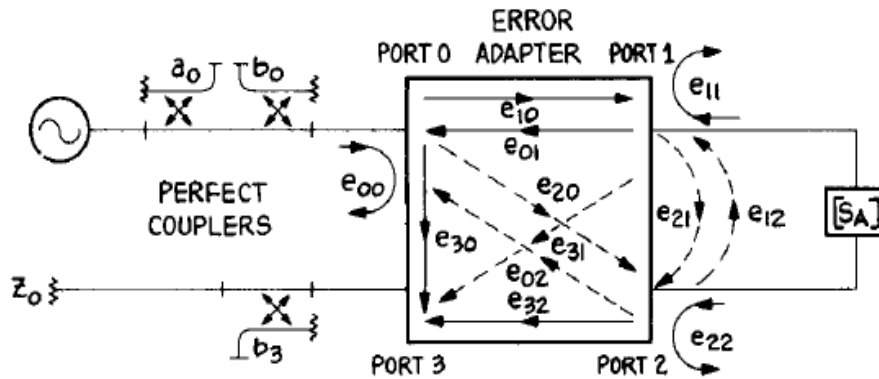 ERROR
PORT 0 ADAPTER PORT 1
a₀ b₀
e₁₁
e₁₀
e₀₁
e₀₀
e₂₀
PERFECT
COUPLERS
e₂₁ e₁₂
[S_A]
e₃₀
e₃₁
e₀₂
e₃₂
Z₀
b₃
e₂₂
PORT 3 PORT 2